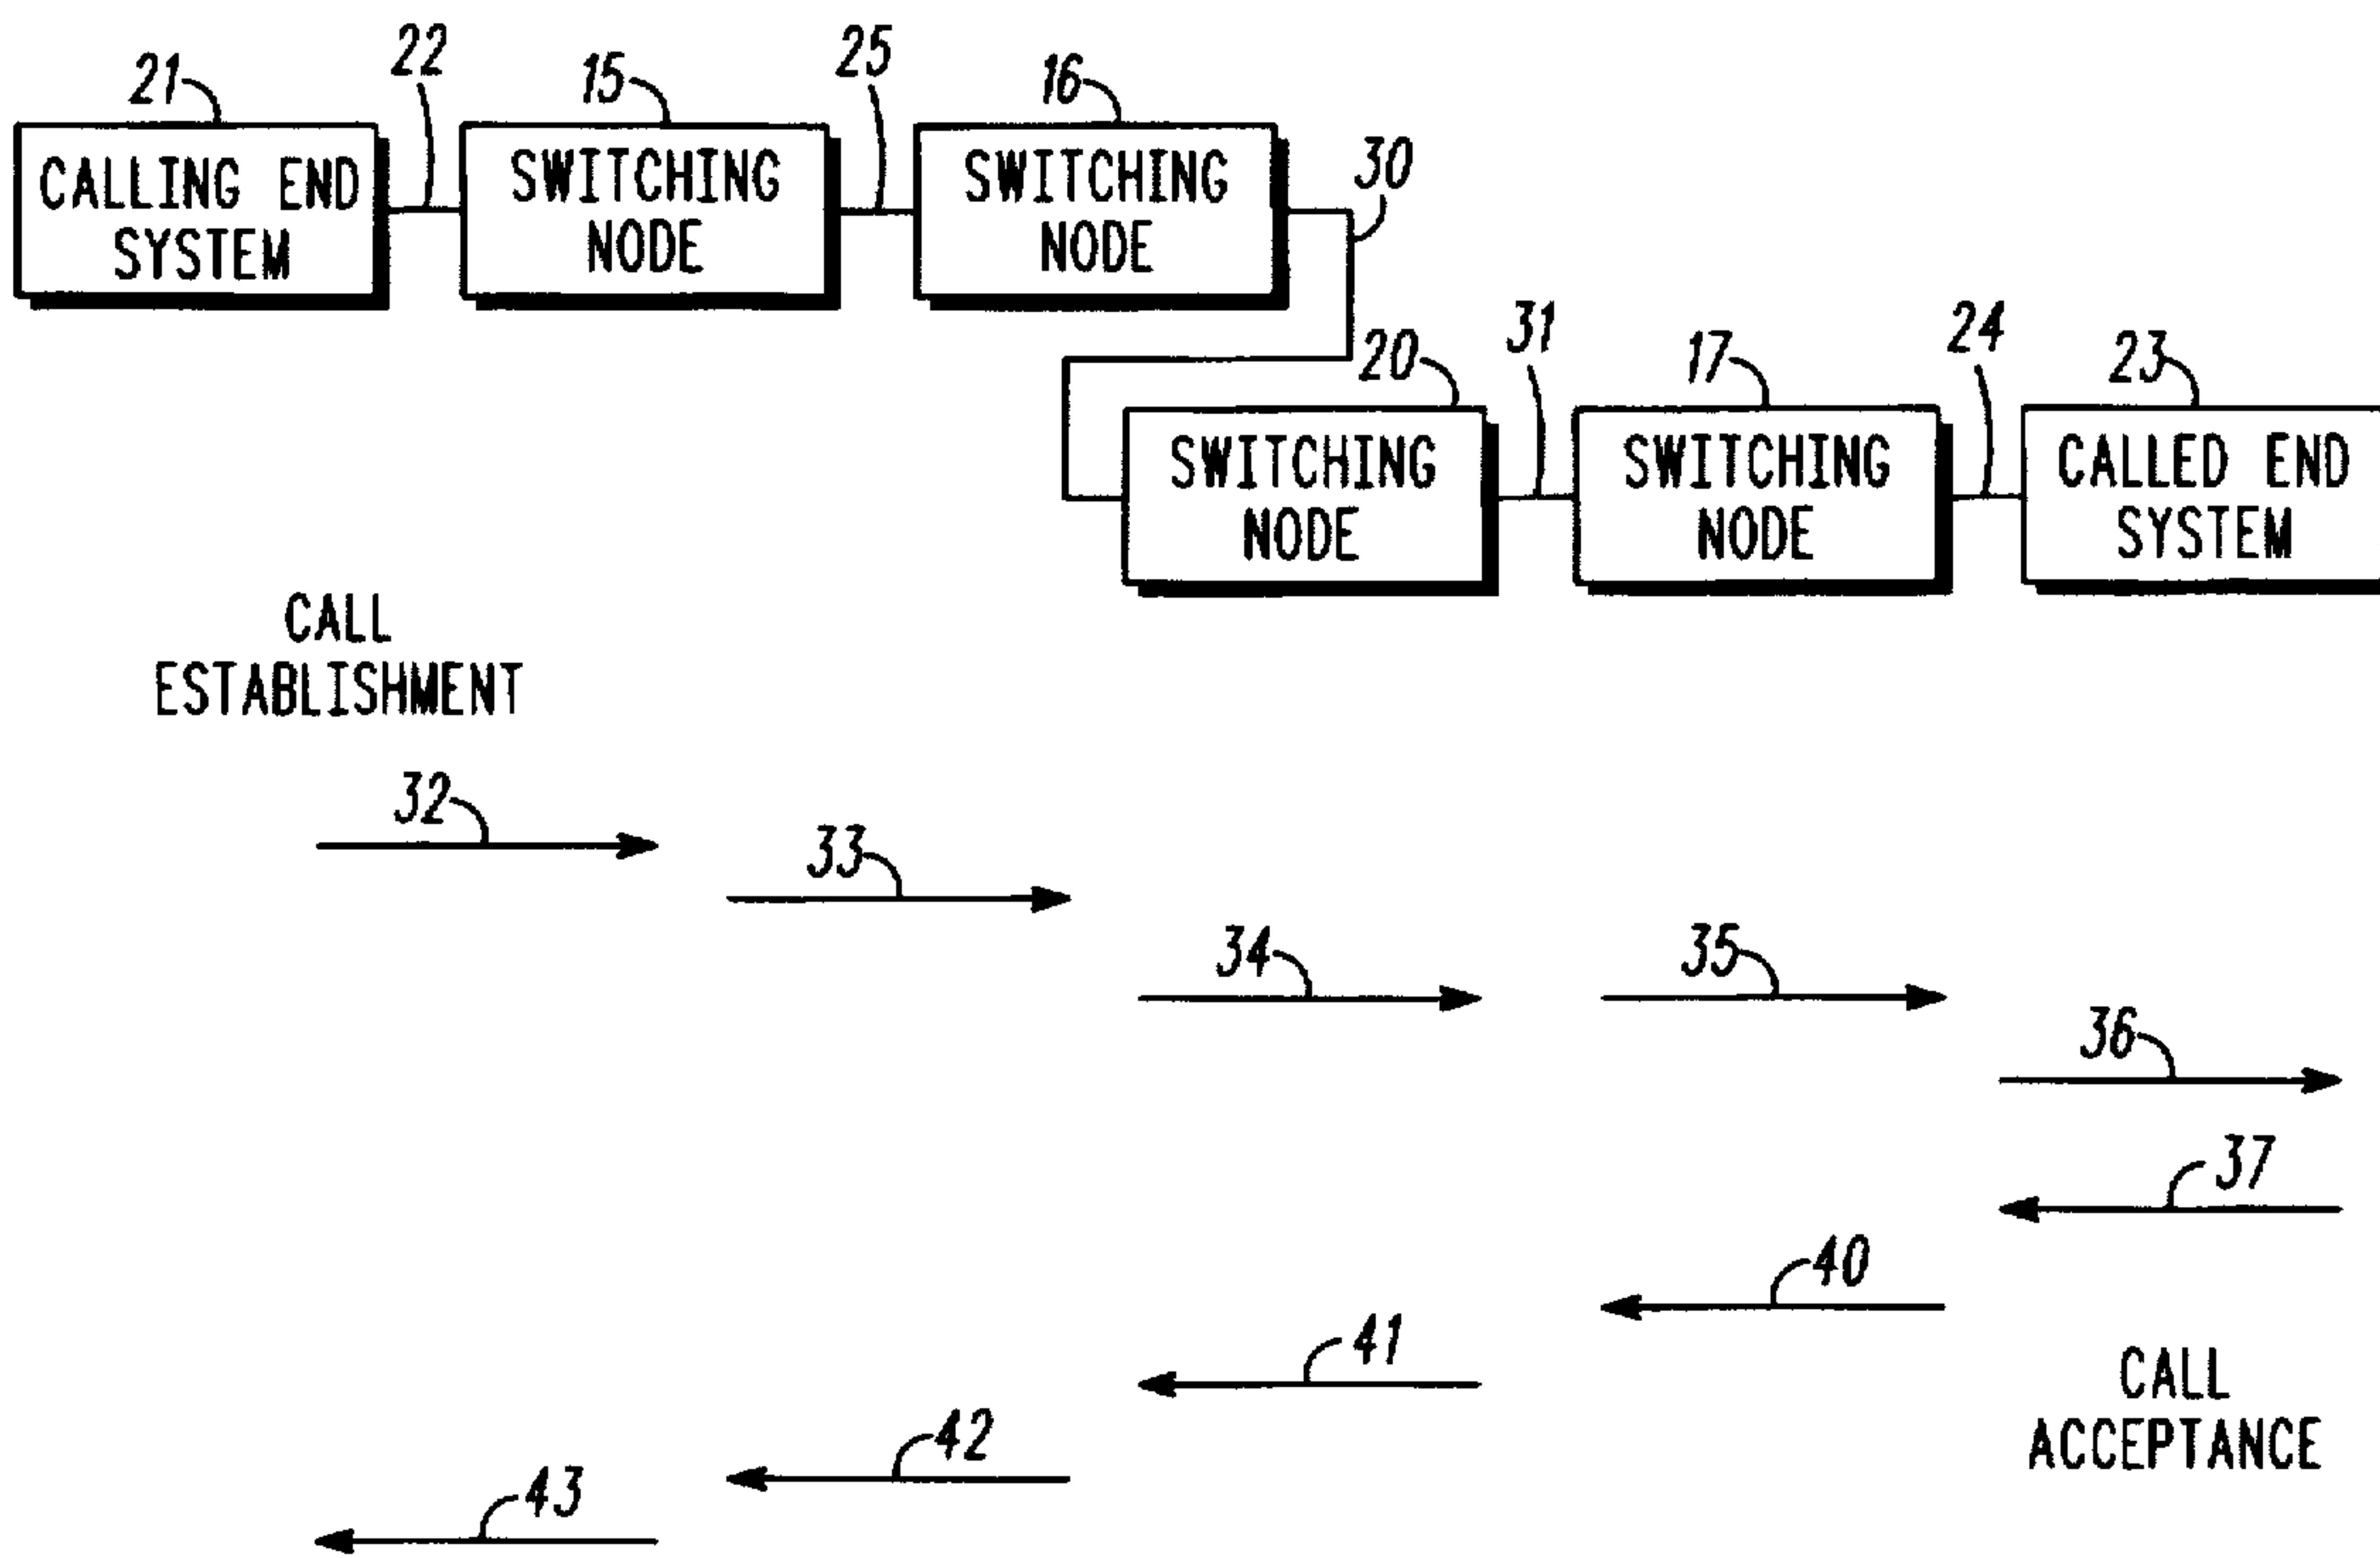 21
22
15
25
16
CALLING END
SYSTEM
SWITCHING
NODE
SWITCHING
NODE
30
20
31
17
24
23
SWITCHING
NODE
SWITCHING
NODE
CALLED END
SYSTEM
CALL
ESTABLISHMENT
32
33
34
35
36
37
40
41
CALL
ACCEPTANCE
42
43